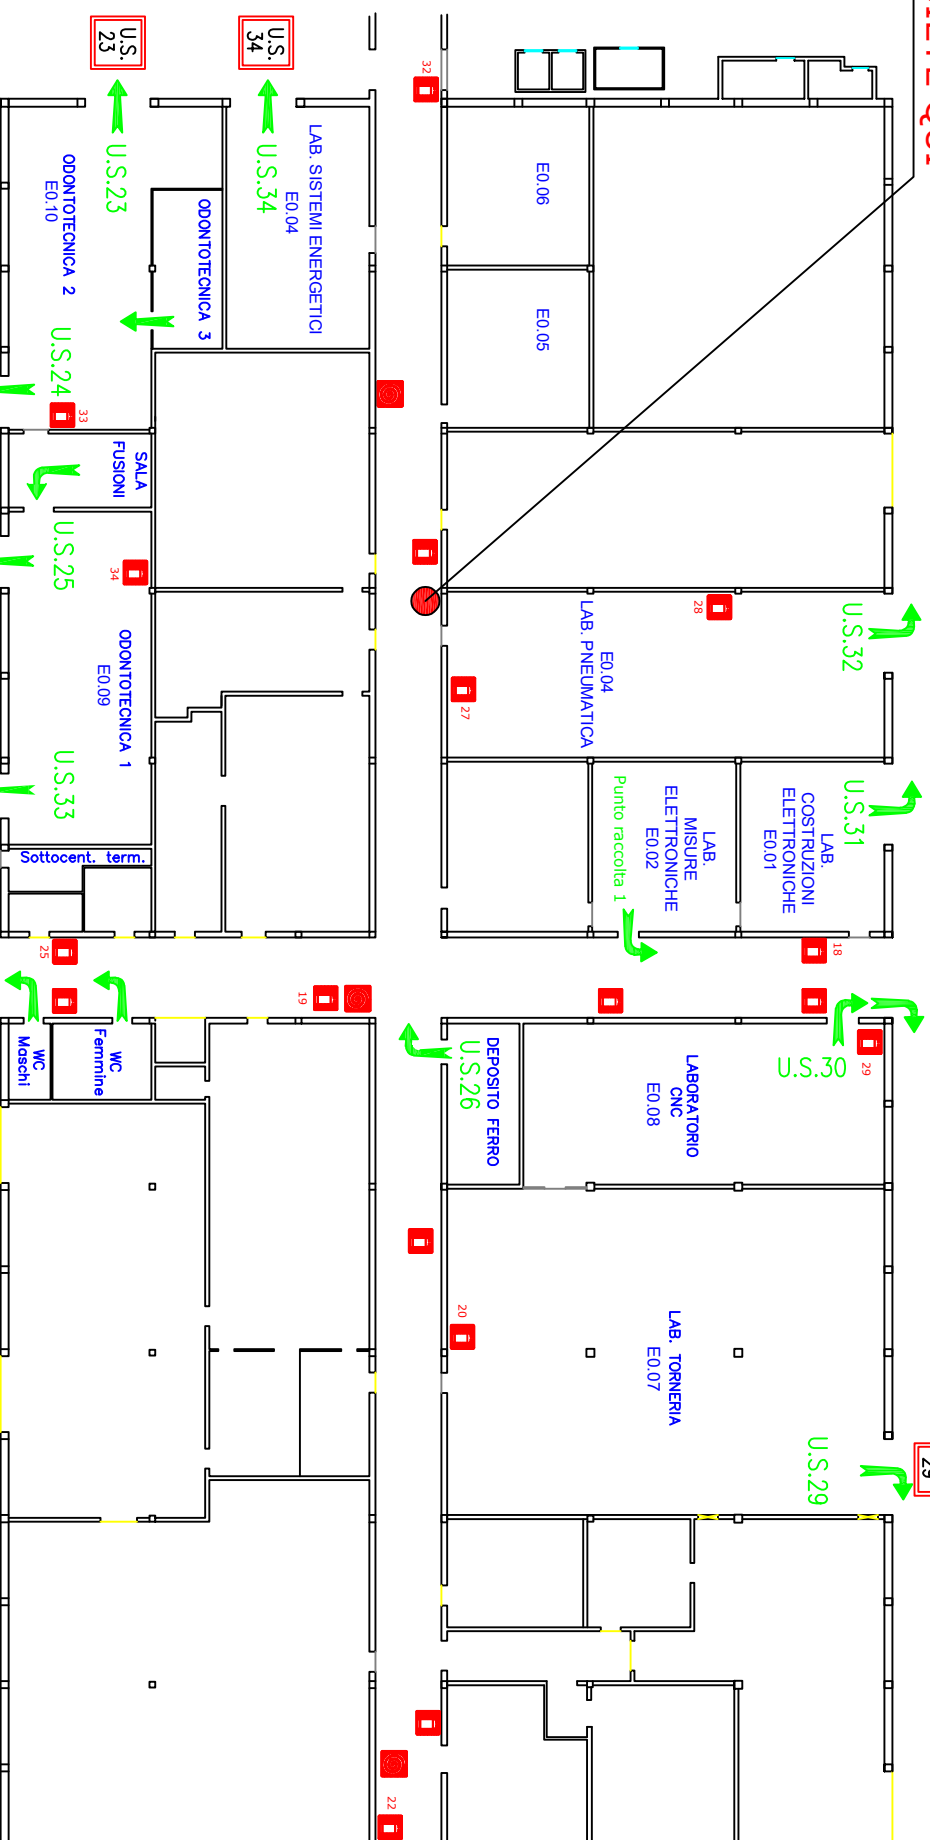 U.S.
23
U.S.
34
U.S.23
U.S.34
LAB. SISTEMI ENERGETICI
E0.04
ODONTOTECNICA 2
E0.10
ODONTOTECNICA 3
32
E0.06
E0.05
U.S.24
33
SALA
FUSIONI
U.S.25
34
ODONTOTECNICA 1
E0.09
U.S.33
Sottocent. term.
E0.04
LAB. PNEUMATICA
28
27
U.S.32
U.S.31
LAB.
COSTRUZIONI
ELETTRONICHE
E0.01
LAB.
MISURE
ELETTRONICHE
E0.02
Punto raccolta 1
18
25
19
WC
Maschi
WC
Femmine
U.S.26
DEPOSITO FERRO
LABORATORIO
CNC
E0.08
U.S.30
29
20
LAB. TORNERIA
E0.07
U.S.29
29
22